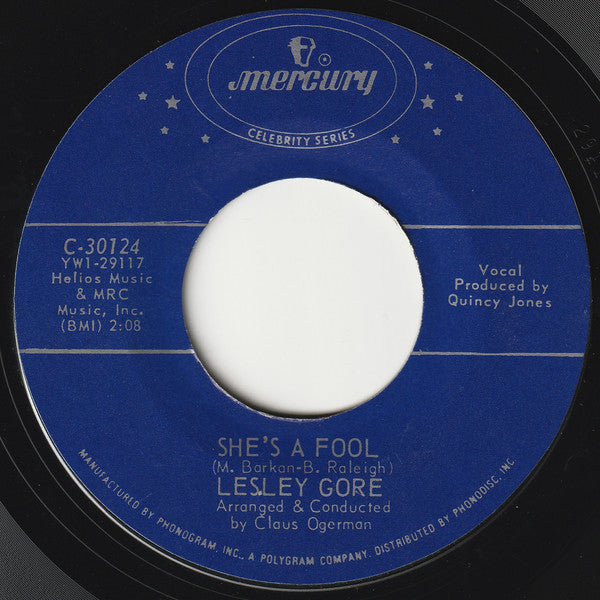 mercury
CELEBRITY SERIES
C-30124
YW1-29117
Helios Music
& MRC
Music, Inc.
(BMI) 2:08
Vocal
Produced by
Quincy Jones
SHE'S A FOOL
(M. Barkan-B. Raleigh)
LESLEY GORE
Arranged & Conducted
by Claus Ogerman
MANUFACTURED BY PHONOGRAM, INC., A POLYGRAM COMPANY. DISTRIBUTED BY PHONODISC, INC.